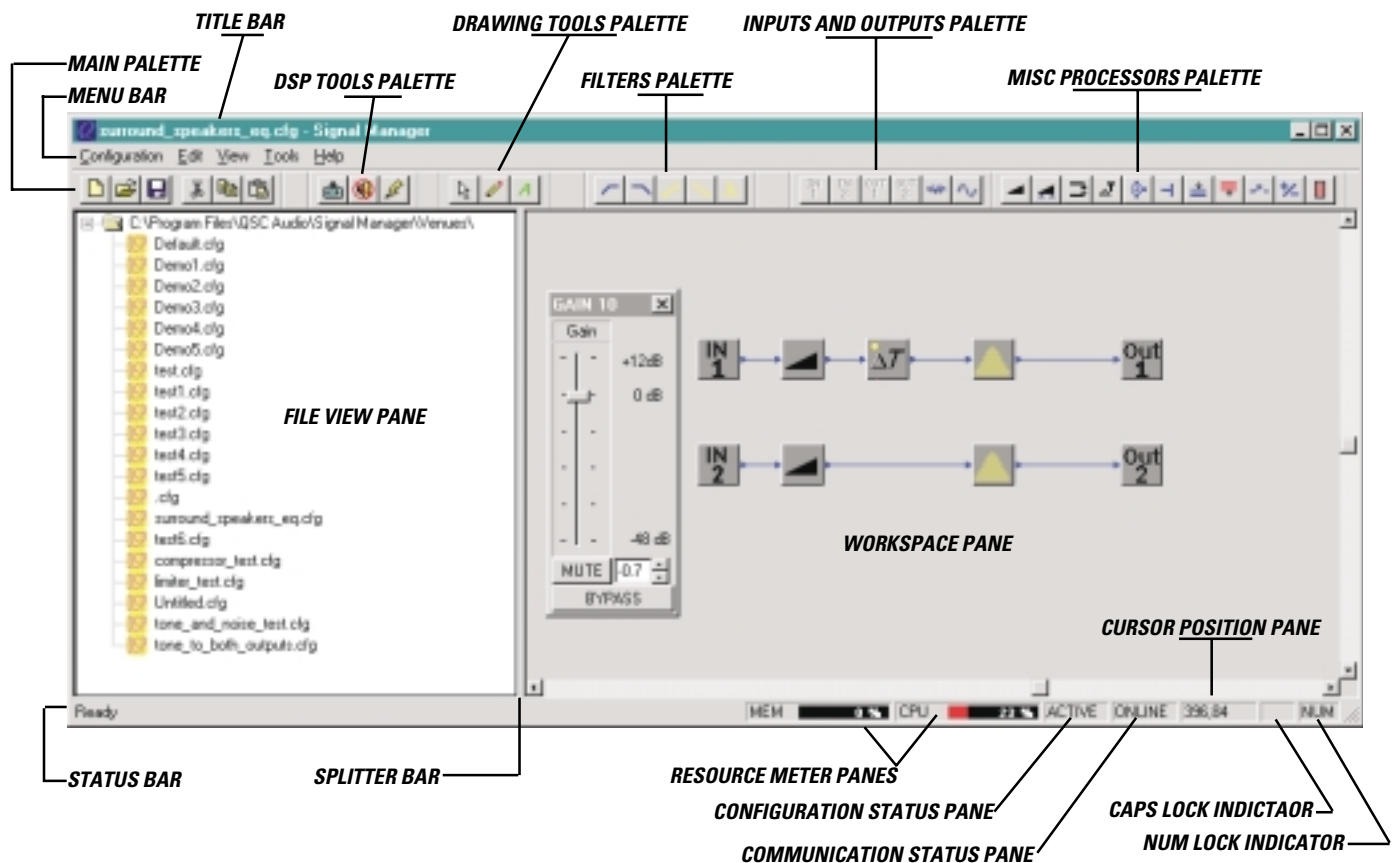 TITLE BAR
DRAWING TOOLS PALETTE
INPUTS AND OUTPUTS PALETTE
MAIN PALETTE
DSP TOOLS PALETTE
FILTERS PALETTE
MISC PROCESSORS PALETTE
MENU BAR
surround_speakers_eq.cfg - Signal Manager
Configuration Edit View Tools Help
C:\Program Files\QSC Audio\Signal Manager\Venues\
Default.cfg
Demo1.cfg
Demo2.cfg
Demo3.cfg
Demo4.cfg
Demo5.cfg
test.cfg
test1.cfg
test2.cfg
test3.cfg
test4.cfg
test5.cfg
.cfg
surround_speakers_eq.cfg
test6.cfg
compressor_test.cfg
limiter_test.cfg
Untitled.cfg
tone_and_noise_test.cfg
tone_to_both_outputs.cfg
FILE VIEW PANE
GAIN 10
Gain
+12dB
0 dB
-48 dB
MUTE -0.7
BYPASS
IN 1
ΔT
Out 1
IN 2
Out 2
WORKSPACE PANE
CURSOR POSITION PANE
Ready
MEM 0 % CPU 23 % ACTIVE ONLINE 396,84 NUM
STATUS BAR
SPLITTER BAR
RESOURCE METER PANES
CONFIGURATION STATUS PANE
CAPS LOCK INDICTAOR
COMMUNICATION STATUS PANE
NUM LOCK INDICATOR